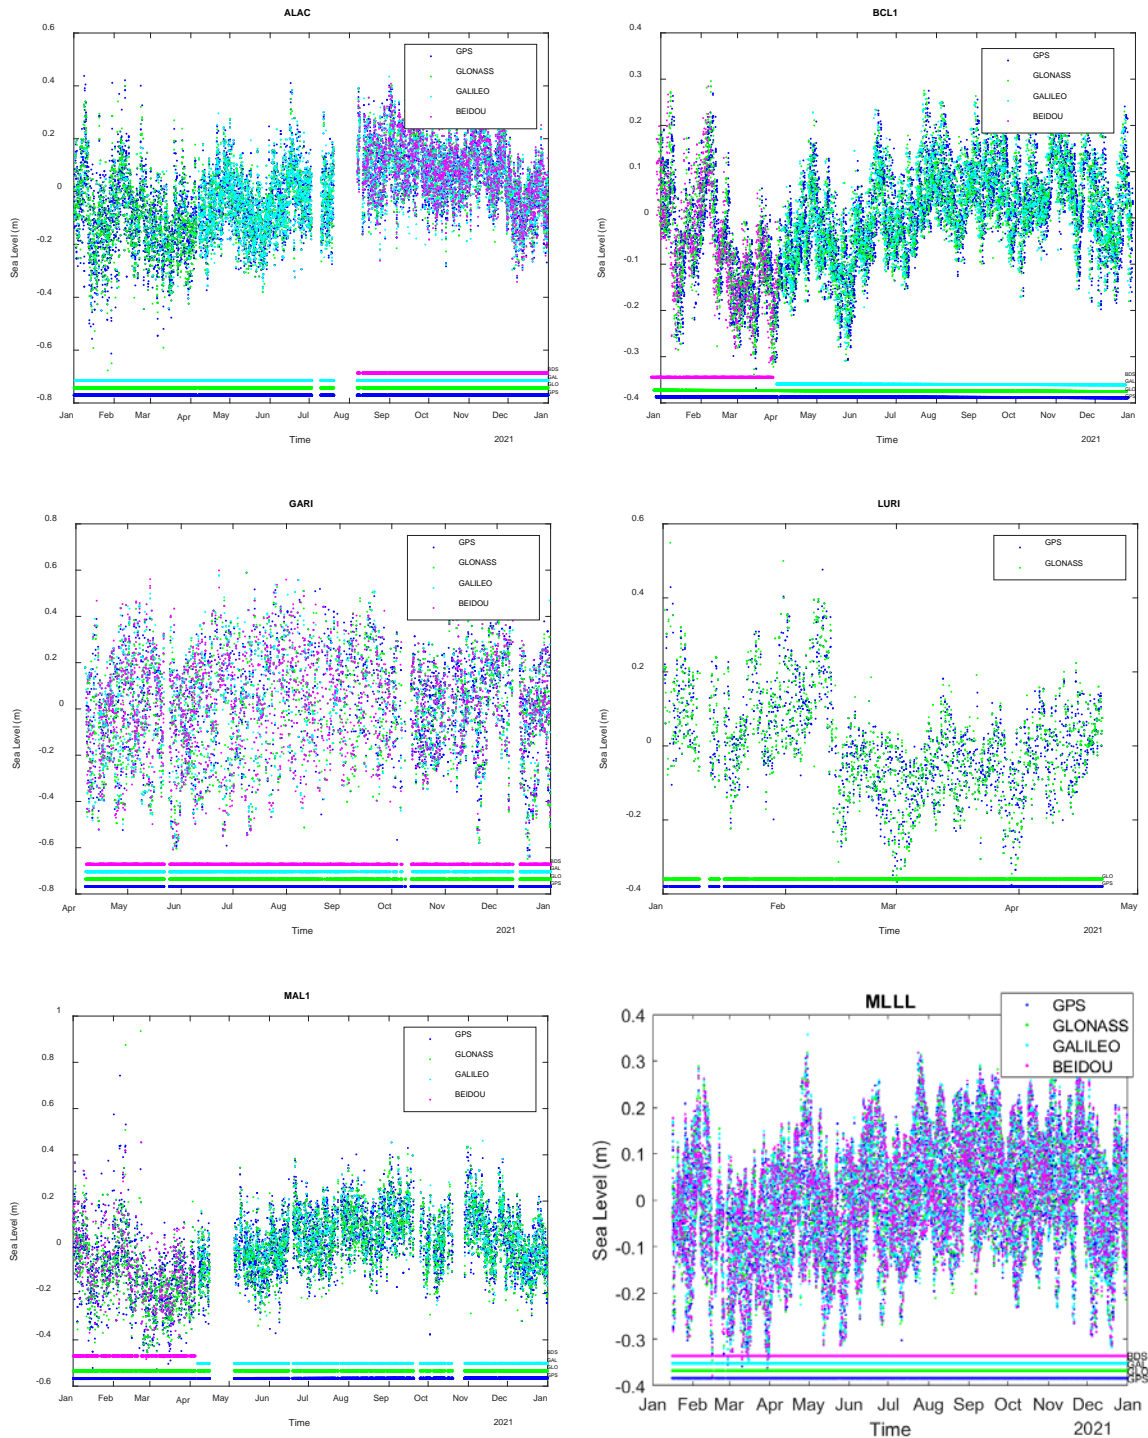 ALAC
0.6
0.4
0.2
0
-0.2
-0.4
-0.6
-0.8
Sea Level (m)
GPS
GLONASS
GALILEO
BEIDOU
BDS
GAL
GLO
GPS
Jan Feb Mar Apr May Jun Jul Aug Sep Oct Nov Dec Jan
Time
2021
BCL1
0.4
0.3
0.2
0.1
0
-0.1
-0.2
-0.3
-0.4
Sea Level (m)
GPS
GLONASS
GALILEO
BEIDOU
BDS
GAL
GLO
GPS
Jan Feb Mar Apr May Jun Jul Aug Sep Oct Nov Dec Jan
Time
2021
GARI
0.8
0.6
0.4
0.2
0
-0.2
-0.4
-0.6
-0.8
Sea Level (m)
GPS
GLONASS
GALILEO
BEIDOU
BDS
GAL
GLO
GPS
Apr May Jun Jul Aug Sep Oct Nov Dec Jan
Time
2021
LURI
0.6
0.4
0.2
0
-0.2
-0.4
Sea Level (m)
GPS
GLONASS
GLO
GPS
Jan Feb Mar Apr May
Time
2021
MAL1
1
0.8
0.6
0.4
0.2
0
-0.2
-0.4
-0.6
Sea Level (m)
GPS
GLONASS
GALILEO
BEIDOU
BDS
GAL
GLO
GPS
Jan Feb Mar Apr May Jun Jul Aug Sep Oct Nov Dec Jan
Time
2021
MLLL
0.4
0.3
0.2
0.1
0
-0.1
-0.2
-0.3
-0.4
Sea Level (m)
GPS
GLONASS
GALILEO
BEIDOU
BDS
GAL
GLO
GPS
Jan Feb Mar Apr May Jun Jul Aug Sep Oct Nov Dec Jan
Time
2021